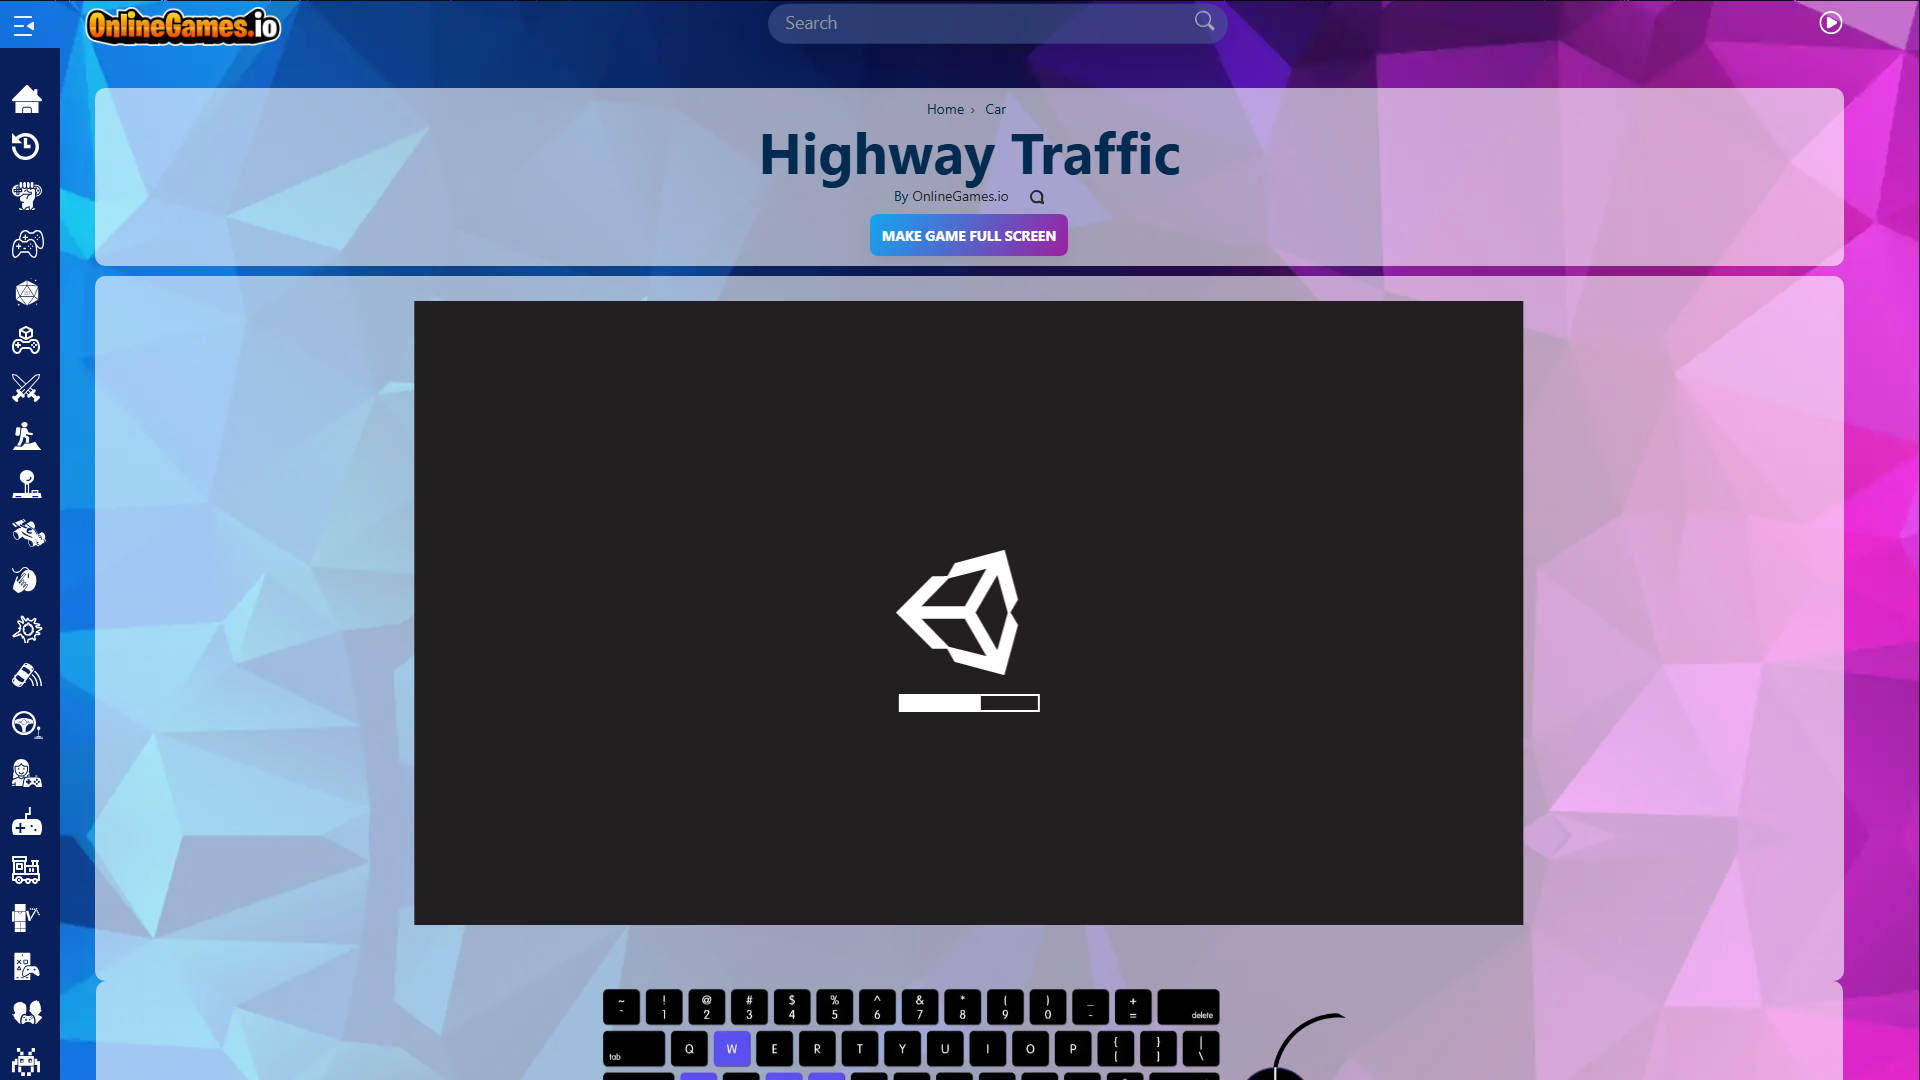 OnlineGames.io
Search
Home › Car
Highway Traffic
By OnlineGames.io
MAKE GAME FULL SCREEN
~ ! @ # $ % ^ & * ( ) _ +
` 1 2 3 4 5 6 7 8 9 0 - = delete
tab Q W E R T Y U I O P { } |
[ ] \